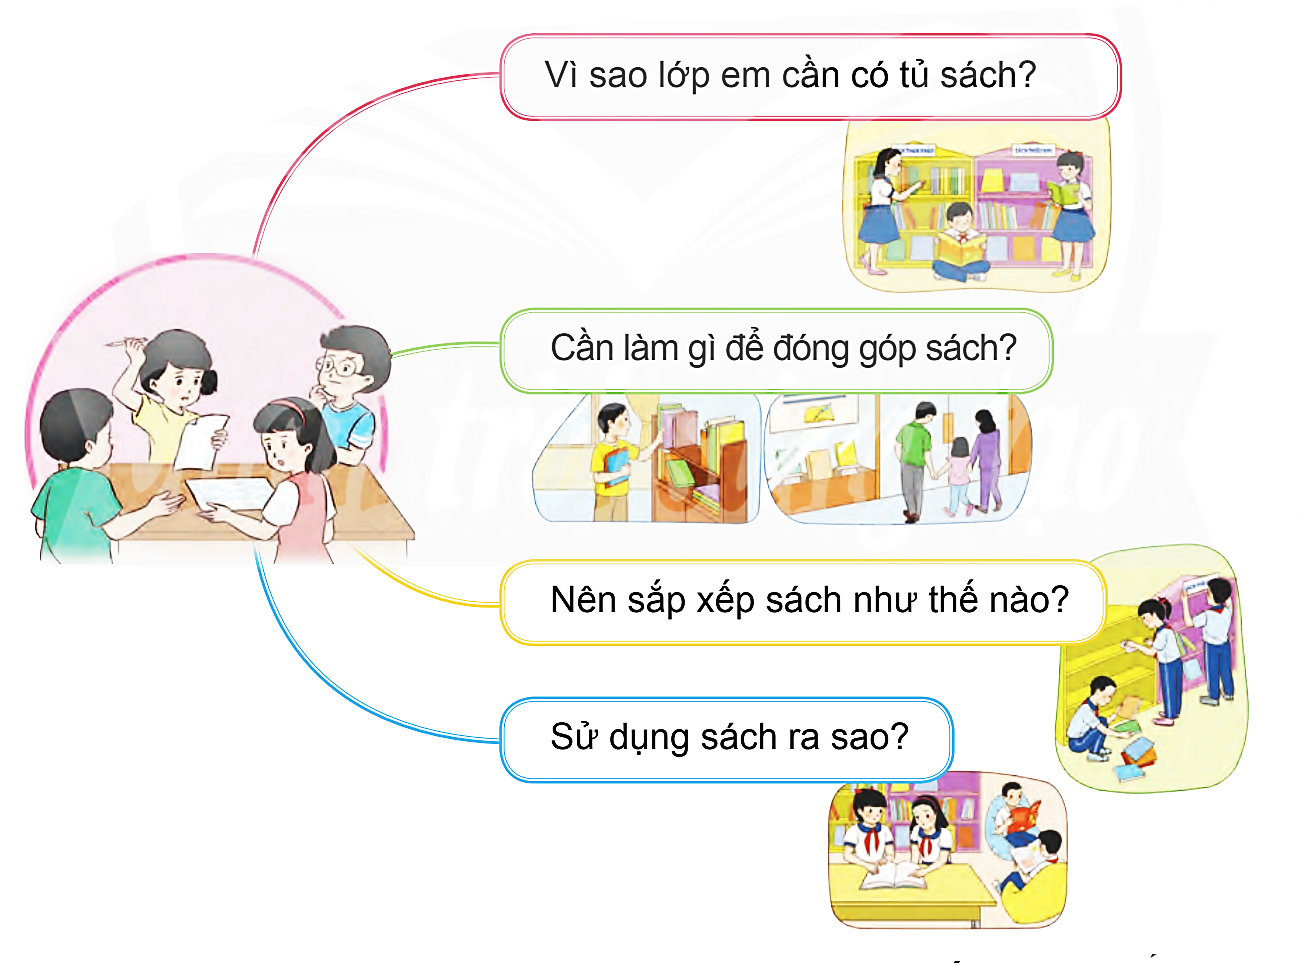 Vì sao lớp em cần có tủ sách?
Cần làm gì để đóng góp sách?
Nên sắp xếp sách như thế nào?
Sử dụng sách ra sao?